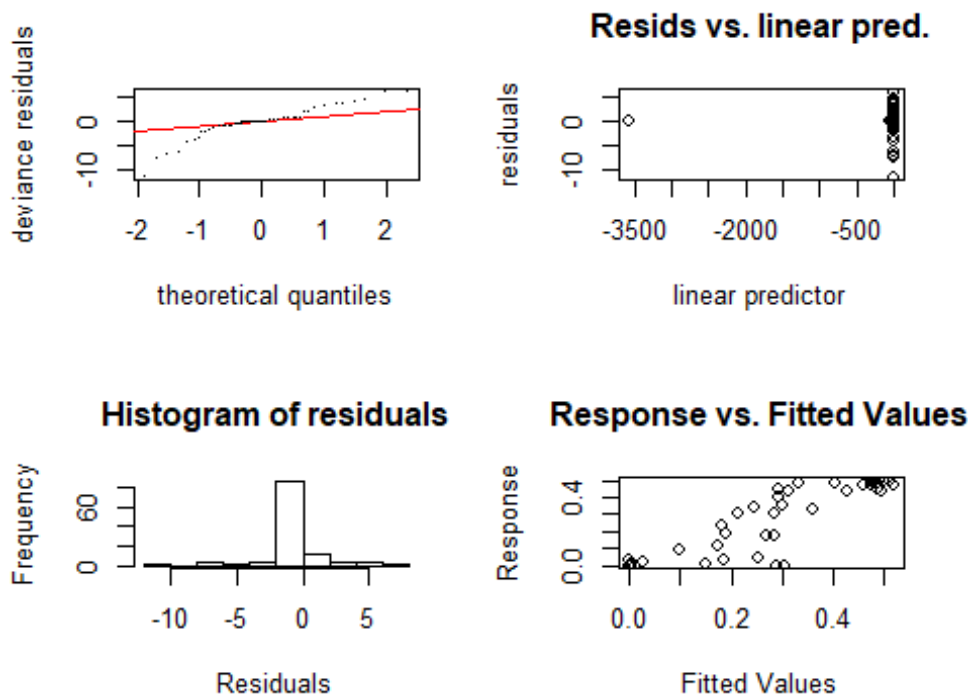 deviance residuals
0
-10
-2 -1 0 1 2
theoretical quantiles
Resids vs. linear pred.
residuals
0
-10
-3500 -2000 -500
linear predictor
Histogram of residuals
Frequency
60
0
-10 -5 0 5
Residuals
Response vs. Fitted Values
Response
0.4
0.0
0.0 0.2 0.4
Fitted Values